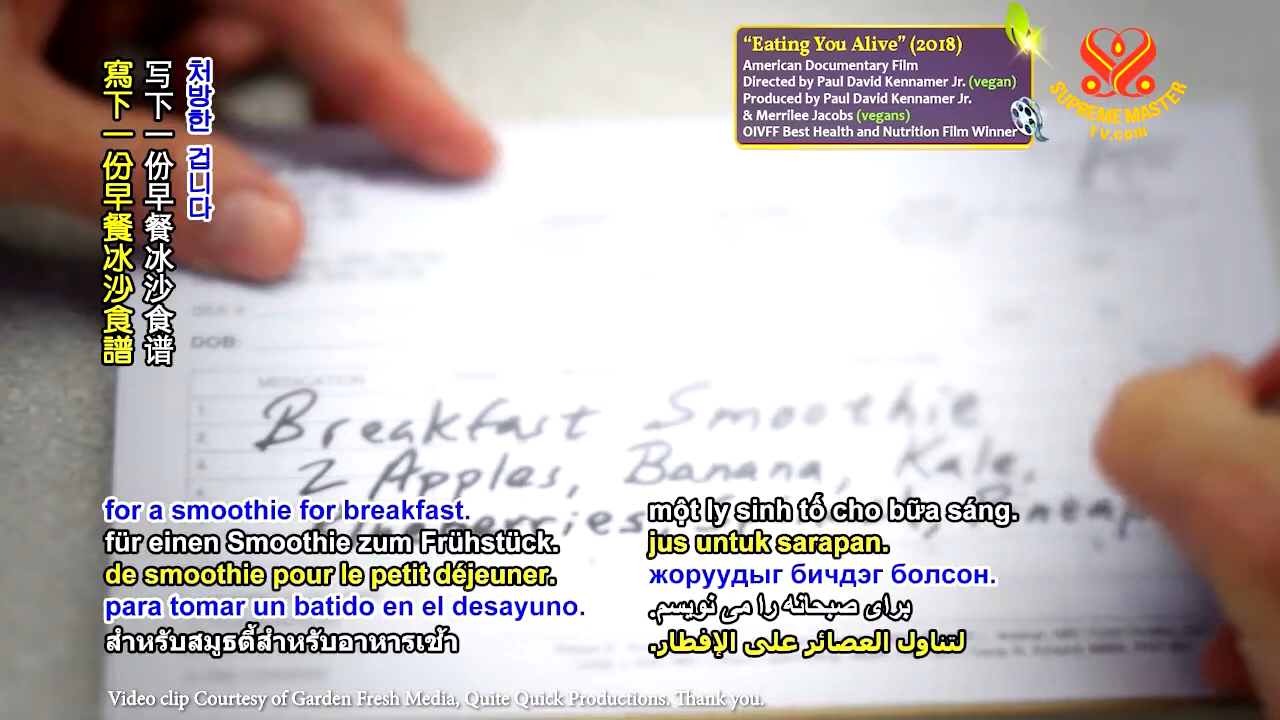 “Eating You Alive” (2018)
American Documentary Film
Directed by Paul David Kennamer Jr. (vegan)
Produced by Paul David Kennamer Jr.
& Merrilee Jacobs (vegans)
OIVFF Best Health and Nutrition Film Winner
SUPREME MASTER
TV.com
처방한 겁니다
写下一份早餐冰沙食谱
寫下一份早餐冰沙食譜
DEA #
DOB:
MEDICATION
1
2
3
Breakfast Smoothie
2 Apples, Banana, Kale,
for a smoothie for breakfast.
für einen Smoothie zum Frühstück.
de smoothie pour le petit déjeuner.
para tomar un batido en el desayuno.
สำหรับสมูธตี้สำหรับอาหารเช้า
một ly sinh tố cho bữa sáng.
jus untuk sarapan.
жоруудыг бичдэг болсон.
برای صبحانه را می نویسم.
لتناول العصائر على الإفطار.
Video clip Courtesy of Garden Fresh Media, Quite Quick Productions. Thank you.